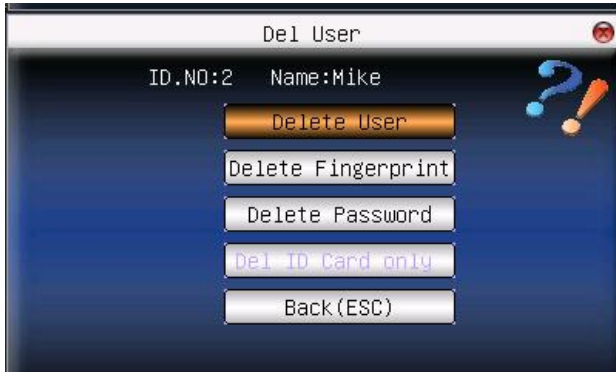 Del User
ID.NO:2 Name:Mike
Delete User
Delete Fingerprint
Delete Password
Del ID Card only
Back(ESC)